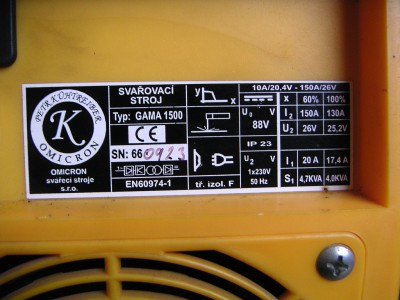 PETR KÜHTREIBER
K
OMICRON
OMICRON
svářecí stroje
s.r.o.
SVAŘOVACÍ
STROJ
Typ: GAMA 1500
CE
SN: 660923
EN60974-1
y
x
tř. izol. F
10A/20,4V - 150A/26V
X 60% 100%
U₀ V 88V
I₂ 150A 130A
U₂ 26V 25,2V
IP 23
U₂ V
1x230V
50 Hz
I₁ 20 A 17,4 A
S₁ 4,7KVA 4,0KVA